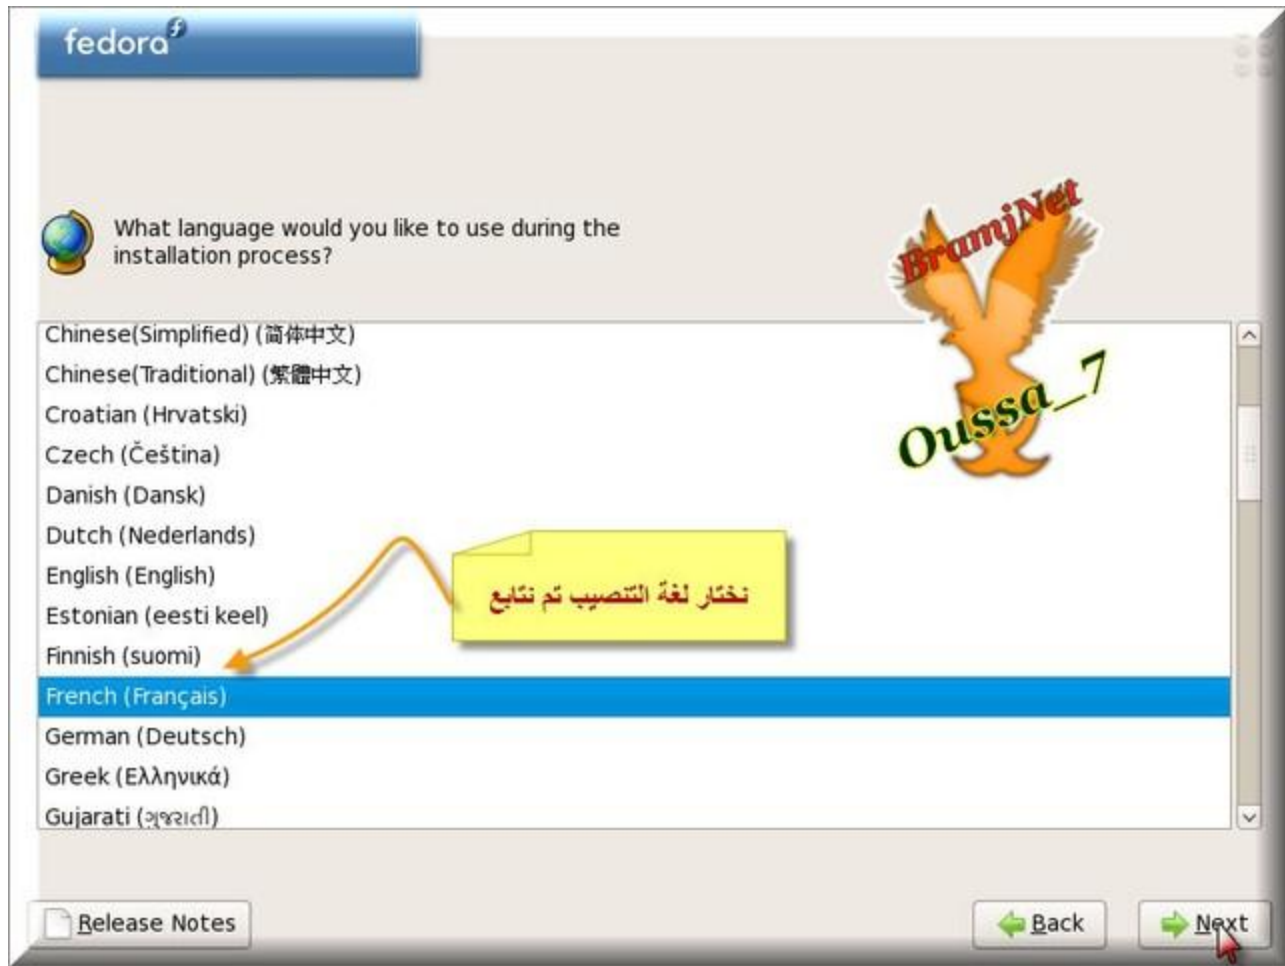 fedora
What language would you like to use during the
installation process?
BramjNet
Oussa_7
Chinese(Simplified) (简体中文)
Chinese(Traditional) (繁體中文)
Croatian (Hrvatski)
Czech (Čeština)
Danish (Dansk)
Dutch (Nederlands)
English (English)
Estonian (eesti keel)
Finnish (suomi)
French (Français)
German (Deutsch)
Greek (Ελληνικά)
Gujarati (ગુજરાતી)
نختار لغة التنصيب تم نتابع
Release Notes
Back
Next